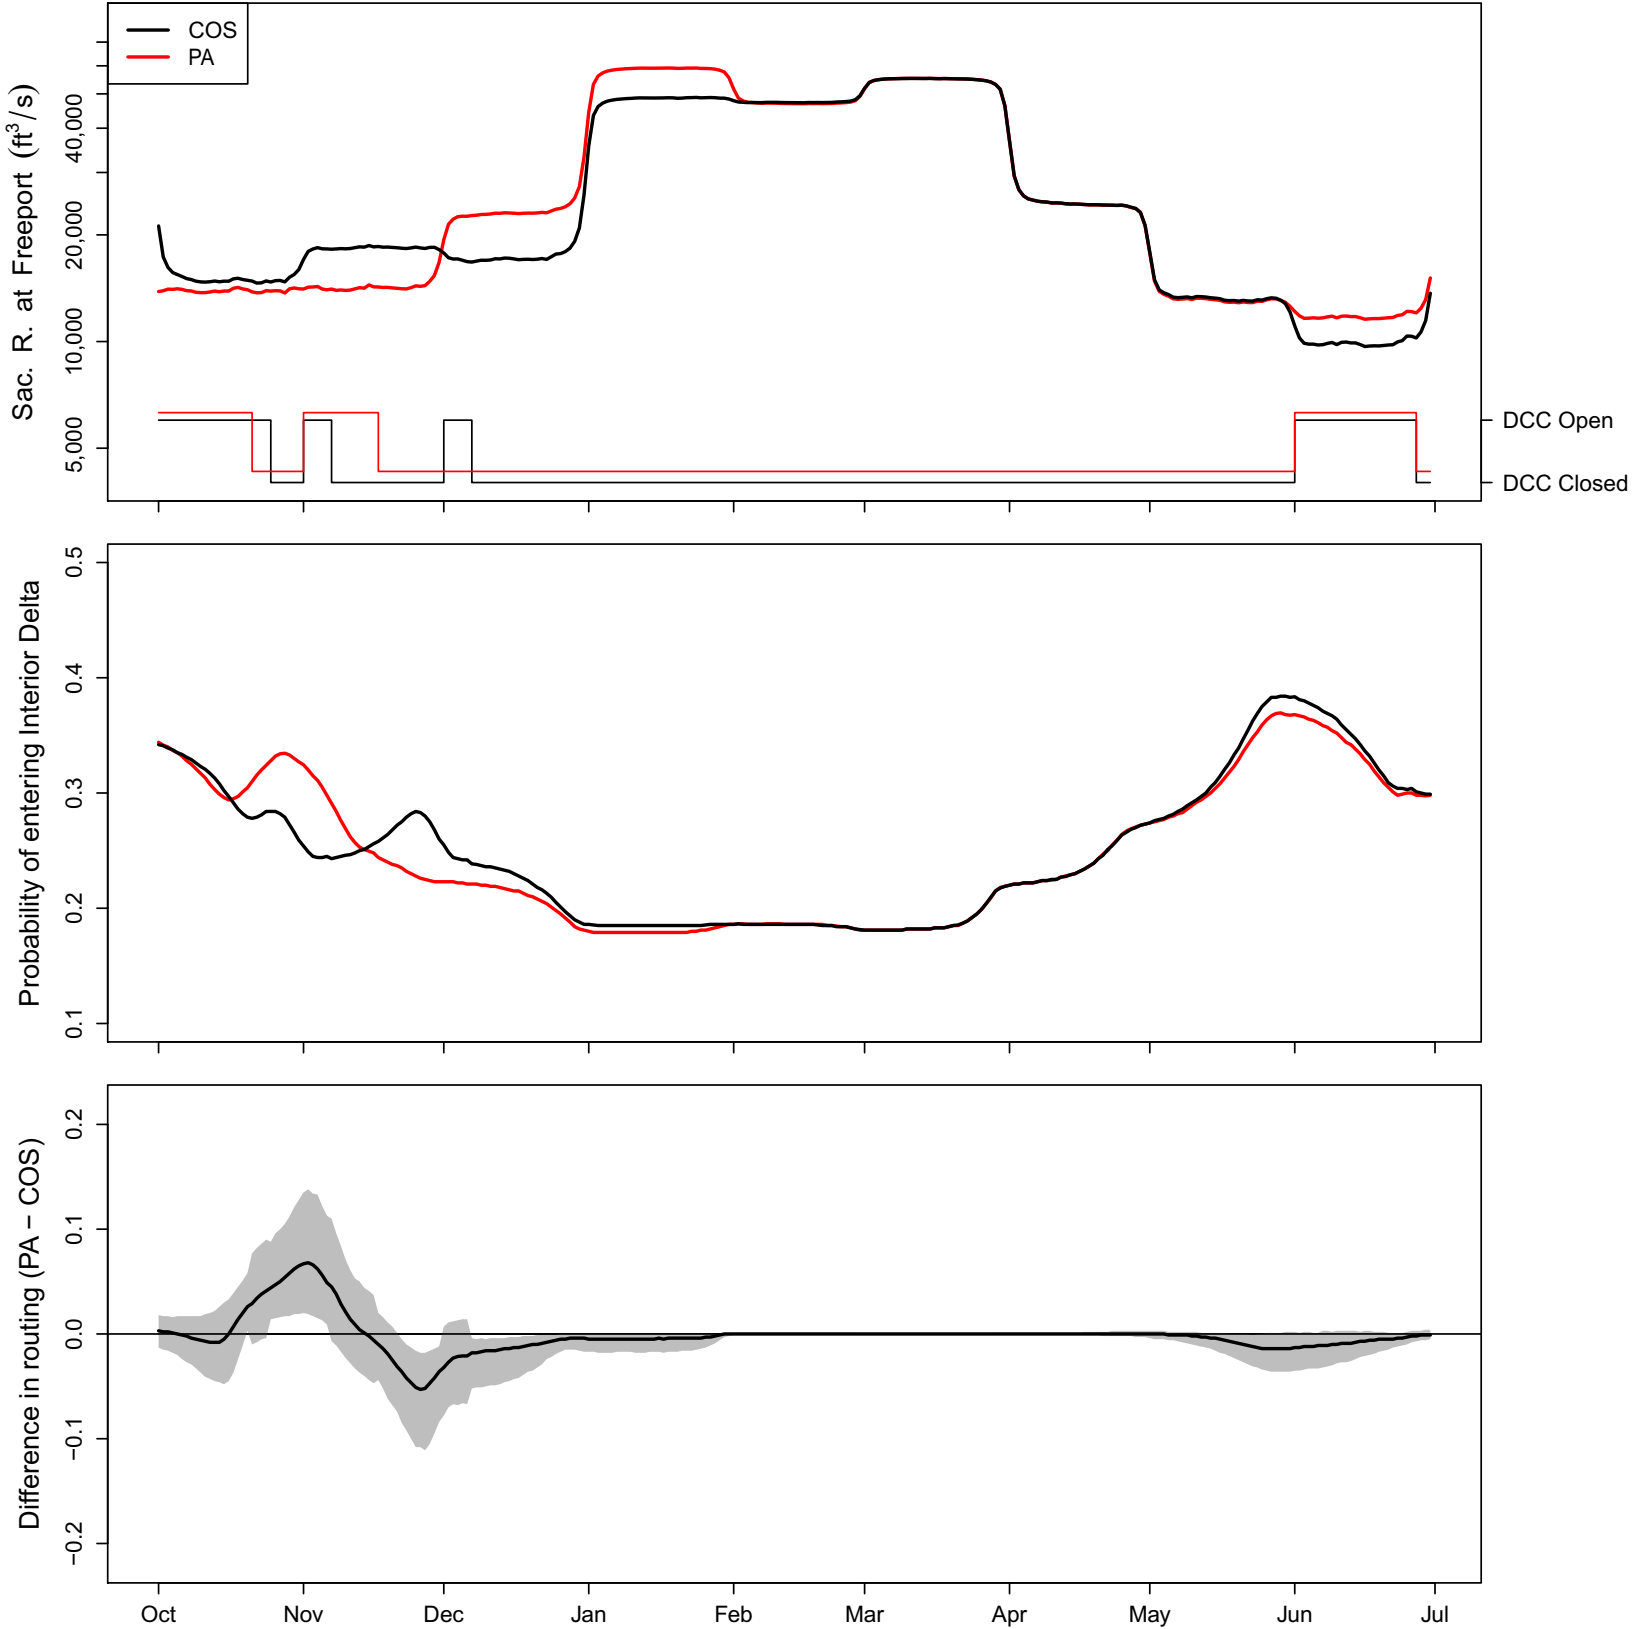 COS
PA
Sac. R. at Freeport (ft³/s)
40,000
20,000
10,000
5,000
DCC Open
DCC Closed
Probability of entering Interior Delta
0.5
0.4
0.3
0.2
0.1
Difference in routing (PA − COS)
0.2
0.1
0.0
−0.1
−0.2
Oct Nov Dec Jan Feb Mar Apr May Jun Jul